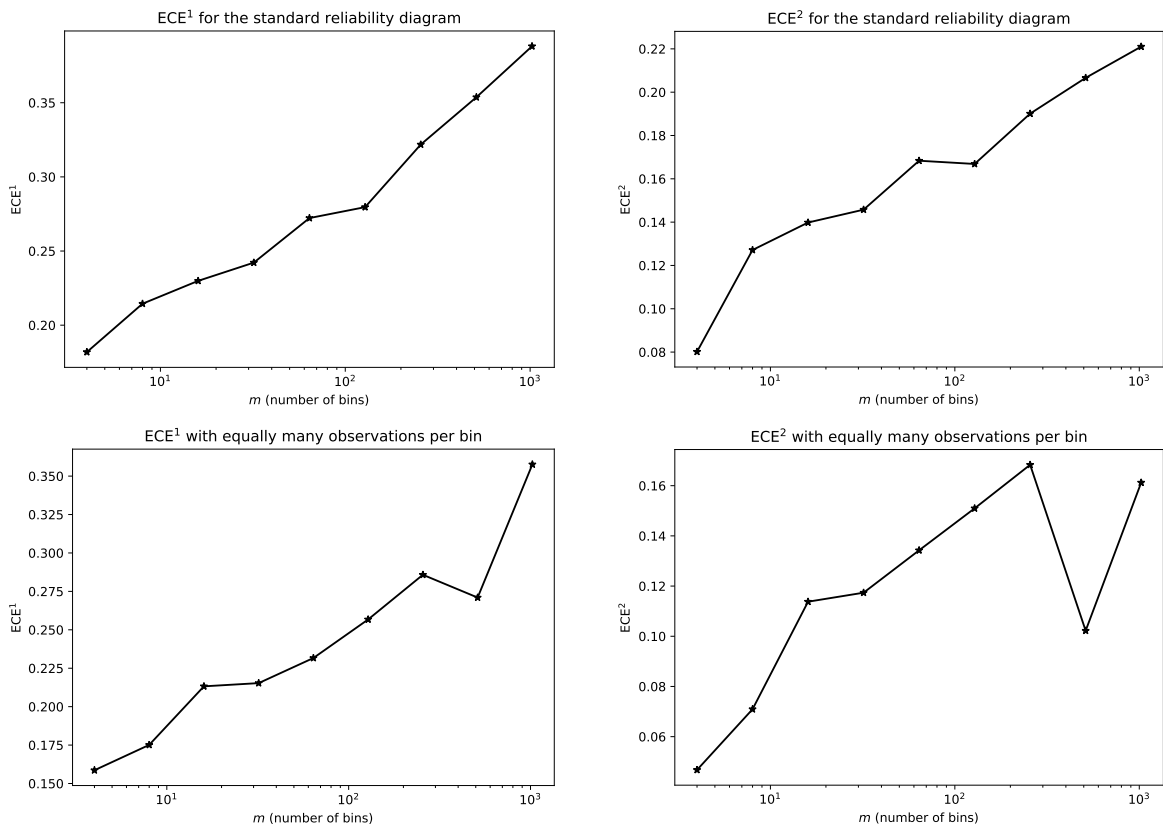 ECE¹ for the standard reliability diagram
ECE¹
0.35
0.30
0.25
0.20
10¹ 10² 10³
m (number of bins)
ECE² for the standard reliability diagram
ECE²
0.22
0.20
0.18
0.16
0.14
0.12
0.10
0.08
10¹ 10² 10³
m (number of bins)
ECE¹ with equally many observations per bin
ECE¹
0.350
0.325
0.300
0.275
0.250
0.225
0.200
0.175
0.150
10¹ 10² 10³
m (number of bins)
ECE² with equally many observations per bin
ECE²
0.16
0.14
0.12
0.10
0.08
0.06
10¹ 10² 10³
m (number of bins)